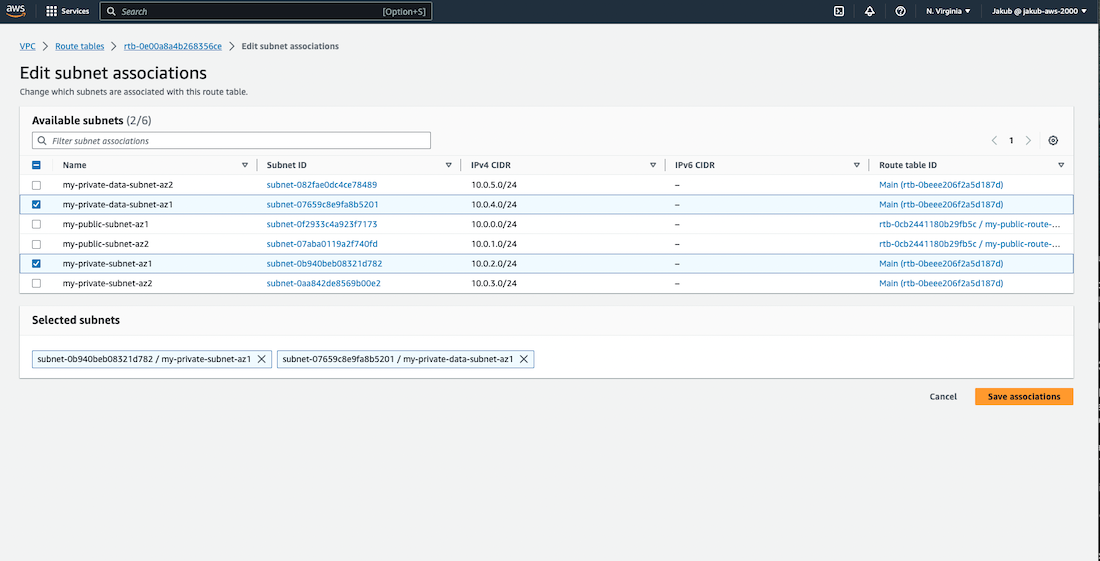 aws Services Search [Option+S] N. Virginia Jakub @ jakub-aws-2000
VPC Route tables rtb-0e00a8a4b268356ce Edit subnet associations
Edit subnet associations
Change which subnets are associated with this route table.
Available subnets (2/6)
Filter subnet associations 1
Name Subnet ID IPv4 CIDR IPv6 CIDR Route table ID
my-private-data-subnet-az2 subnet-082fae0dc4ce78489 10.0.5.0/24 – Main (rtb-0beee206f2a5d187d)
my-private-data-subnet-az1 subnet-07659c8e9fa8b5201 10.0.4.0/24 – Main (rtb-0beee206f2a5d187d)
my-public-subnet-az1 subnet-0f2933c4a923f7173 10.0.0.0/24 – rtb-0cb2441180b29fb5c / my-public-route-...
my-public-subnet-az2 subnet-07aba0119a2f740fd 10.0.1.0/24 – rtb-0cb2441180b29fb5c / my-public-route-...
my-private-subnet-az1 subnet-0b940beb08321d782 10.0.2.0/24 – Main (rtb-0beee206f2a5d187d)
my-private-subnet-az2 subnet-0aa842de8569b00e2 10.0.3.0/24 – Main (rtb-0beee206f2a5d187d)
Selected subnets
subnet-0b940beb08321d782 / my-private-subnet-az1 subnet-07659c8e9fa8b5201 / my-private-data-subnet-az1
Cancel Save associations